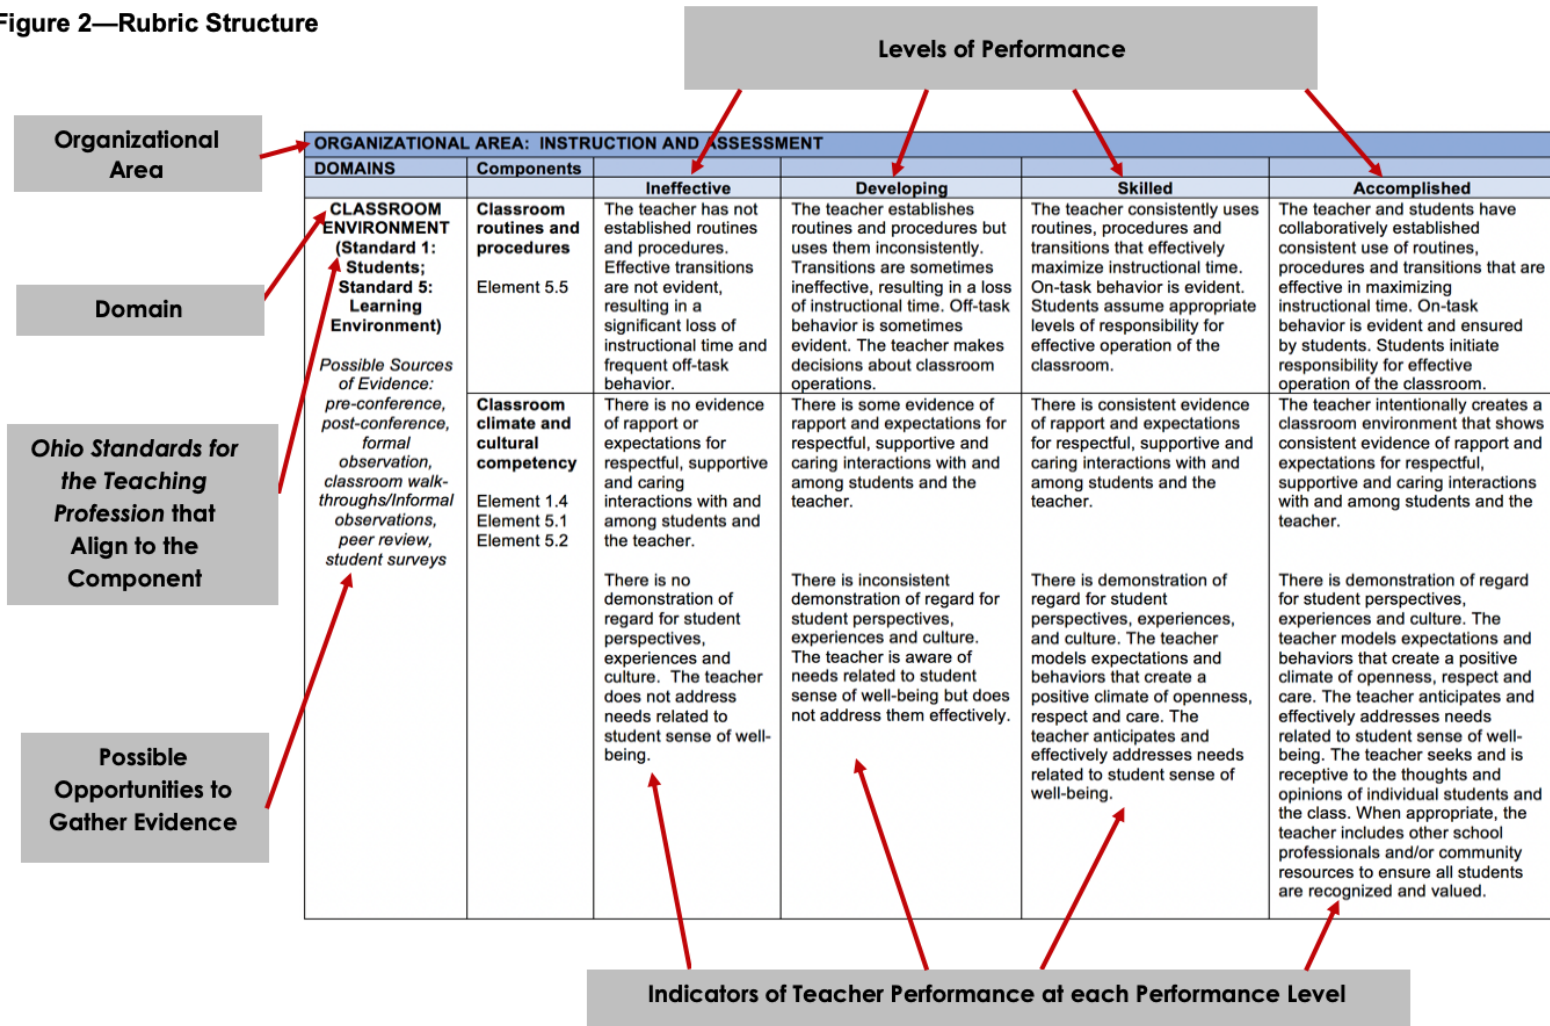 Figure 2—Rubric Structure
Levels of Performance
Organizational
Area
Domain
Ohio Standards for
the Teaching
Profession that
Align to the
Component
Possible
Opportunities to
Gather Evidence
ORGANIZATIONAL AREA: INSTRUCTION AND ASSESSMENT
DOMAINS
Components
Ineffective
Developing
Skilled
Accomplished
CLASSROOM
ENVIRONMENT
(Standard 1:
Students;
Standard 5:
Learning
Environment)
Possible Sources
of Evidence:
pre-conference,
post-conference,
formal
observation,
classroom walk-
throughs/Informal
observations,
peer review,
student surveys
Classroom
routines and
procedures
Element 5.5
The teacher has not
established routines
and procedures.
Effective transitions
are not evident,
resulting in a
significant loss of
instructional time and
frequent off-task
behavior.
The teacher establishes
routines and procedures but
uses them inconsistently.
Transitions are sometimes
ineffective, resulting in a loss
of instructional time. Off-task
behavior is sometimes
evident. The teacher makes
decisions about classroom
operations.
The teacher consistently uses
routines, procedures and
transitions that effectively
maximize instructional time.
On-task behavior is evident.
Students assume appropriate
levels of responsibility for
effective operation of the
classroom.
The teacher and students have
collaboratively established
consistent use of routines,
procedures and transitions that are
effective in maximizing
instructional time. On-task
behavior is evident and ensured
by students. Students initiate
responsibility for effective
operation of the classroom.
Classroom
climate and
cultural
competency
Element 1.4
Element 5.1
Element 5.2
There is no evidence
of rapport or
expectations for
respectful, supportive
and caring
interactions with and
among students and
the teacher.
There is no
demonstration of
regard for student
perspectives,
experiences and
culture. The teacher
does not address
needs related to
student sense of well-
being.
There is some evidence of
rapport and expectations for
respectful, supportive and
caring interactions with and
among students and the
teacher.
There is inconsistent
demonstration of regard for
student perspectives,
experiences and culture.
The teacher is aware of
needs related to student
sense of well-being but does
not address them effectively.
There is consistent evidence
of rapport and expectations
for respectful, supportive and
caring interactions with and
among students and the
teacher.
There is demonstration of
regard for student
perspectives, experiences,
and culture. The teacher
models expectations and
behaviors that create a
positive climate of openness,
respect and care. The
teacher anticipates and
effectively addresses needs
related to student sense of
well-being.
The teacher intentionally creates a
classroom environment that shows
consistent evidence of rapport and
expectations for respectful,
supportive and caring interactions
with and among students and the
teacher.
There is demonstration of regard
for student perspectives,
experiences and culture. The
teacher models expectations and
behaviors that create a positive
climate of openness, respect and
care. The teacher anticipates and
effectively addresses needs
related to student sense of well-
being. The teacher seeks and is
receptive to the thoughts and
opinions of individual students and
the class. When appropriate, the
teacher includes other school
professionals and/or community
resources to ensure all students
are recognized and valued.
Indicators of Teacher Performance at each Performance Level